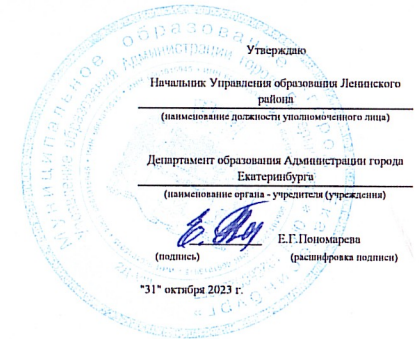 Утверждаю
Начальник Управления образования Ленинского
района
(наименование должности уполномоченного лица)
Департамент образования Администрации города
Екатеринбурга
(наименование органа - учредителя (учреждения)
Е.Г.Пономарева
(подпись) (расшифровка подписи)
"31" октября 2023 г.